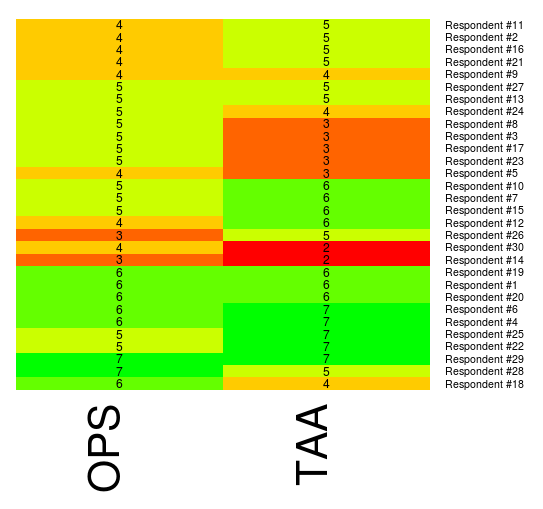 4 5 Respondent #11
4 5 Respondent #2
4 5 Respondent #16
4 5 Respondent #21
4 4 Respondent #9
5 5 Respondent #27
5 5 Respondent #13
5 4 Respondent #24
5 3 Respondent #8
5 3 Respondent #3
5 3 Respondent #17
5 3 Respondent #23
4 3 Respondent #5
5 6 Respondent #10
5 6 Respondent #7
5 6 Respondent #15
4 6 Respondent #12
3 5 Respondent #26
4 2 Respondent #30
3 2 Respondent #14
6 6 Respondent #19
6 6 Respondent #1
6 6 Respondent #20
6 7 Respondent #6
6 7 Respondent #4
5 7 Respondent #25
5 7 Respondent #22
7 7 Respondent #29
7 5 Respondent #28
6 4 Respondent #18
OPS TAA